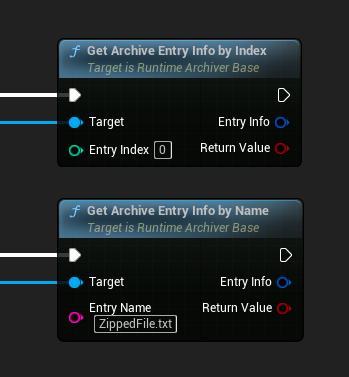 Get Archive Entry Info by Index
Target is Runtime Archiver Base
Target Entry Info
Entry Index 0 Return Value
Get Archive Entry Info by Name
Target is Runtime Archiver Base
Target Entry Info
Entry Name Return Value
ZippedFile.txt